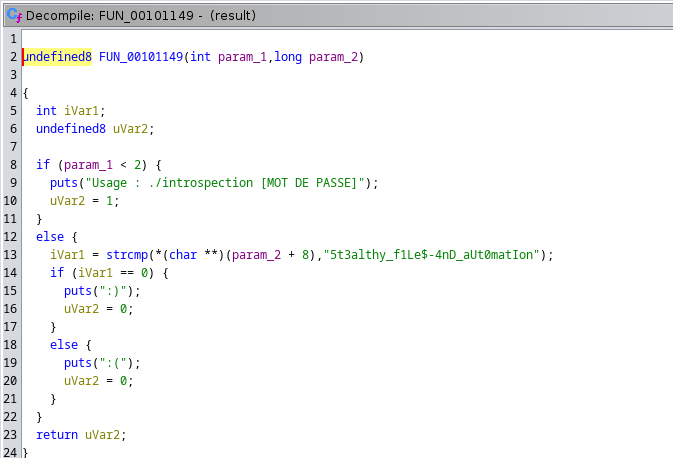 Decompile: FUN_00101149 - (result)
1
2 undefined8 FUN_00101149(int param_1,long param_2)
3
4 {
5   int iVar1;
6   undefined8 uVar2;
7
8   if (param_1 < 2) {
9     puts("Usage : ./introspection [MOT DE PASSE]");
10     uVar2 = 1;
11   }
12   else {
13     iVar1 = strcmp(*(char **)(param_2 + 8),"5t3althy_f1Le$-4nD_aUt0matIon");
14     if (iVar1 == 0) {
15       puts(":)");
16       uVar2 = 0;
17     }
18     else {
19       puts(":(");
20       uVar2 = 0;
21     }
22   }
23   return uVar2;
24 }